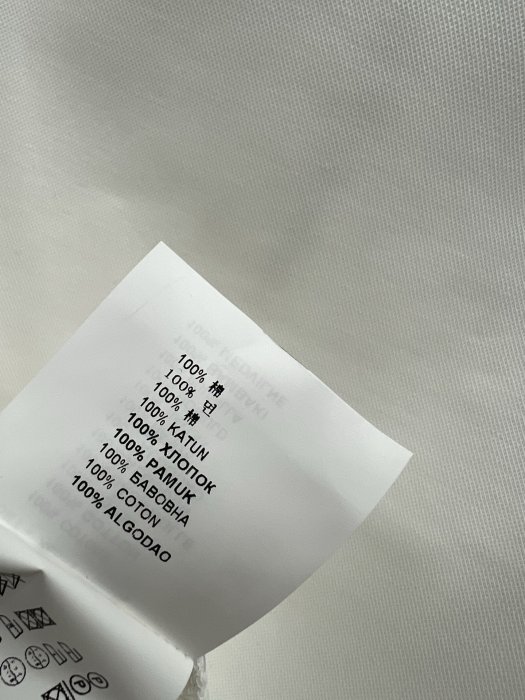 100% 棉
100% 면
100% 棉
100% KATUN
100% ХЛОПОК
100% PAMUK
100% БАВОВНА
100% COTON
100% ALGODAO